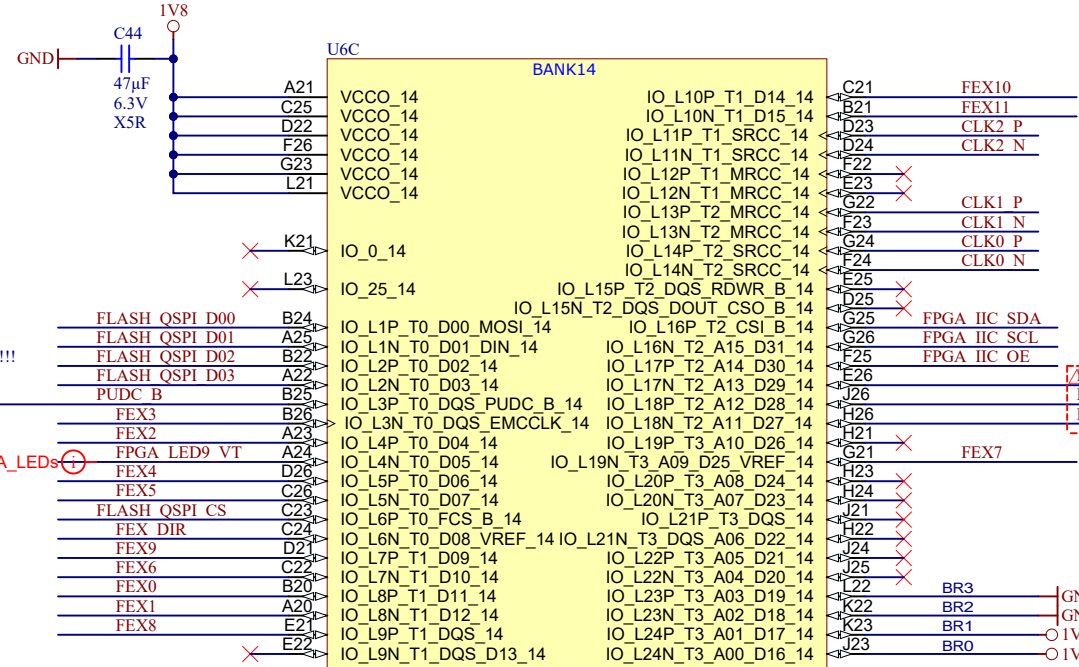 1V8
C44
GND
47µF
6.3V
X5R
U6C
BANK14
A21 VCCO_14
C25 VCCO_14
D22 VCCO_14
F26 VCCO_14
G23 VCCO_14
L21 VCCO_14
K21 IO_0_14
L23 IO_25_14
FLASH_QSPI_D00 B24 IO_L1P_T0_D00_MOSI_14
FLASH_QSPI_D01 A25 IO_L1N_T0_D01_DIN_14
!!!
FLASH_QSPI_D02 B22 IO_L2P_T0_D02_14
FLASH_QSPI_D03 A22 IO_L2N_T0_D03_14
PUDC_B B25 IO_L3P_T0_DQS_PUDC_B_14
FEX3 B26 IO_L3N_T0_DQS_EMCCLK_14
FEX2 A23 IO_L4P_T0_D04_14
A_LEDs i FPGA_LED9_VT A24 IO_L4N_T0_D05_14
FEX4 D26 IO_L5P_T0_D06_14
FEX5 C26 IO_L5N_T0_D07_14
FLASH_QSPI_CS C23 IO_L6P_T0_FCS_B_14
FEX_DIR C24 IO_L6N_T0_D08_VREF_14
FEX9 D21 IO_L7P_T1_D09_14
FEX6 C22 IO_L7N_T1_D10_14
FEX0 B20 IO_L8P_T1_D11_14
FEX1 A20 IO_L8N_T1_D12_14
FEX8 E21 IO_L9P_T1_DQS_14
E22 IO_L9N_T1_DQS_D13_14
IO_L10P_T1_D14_14 C21 FEX10
IO_L10N_T1_D15_14 B21 FEX11
IO_L11P_T1_SRCC_14 D23 CLK2_P
IO_L11N_T1_SRCC_14 D24 CLK2_N
IO_L12P_T1_MRCC_14 F22
IO_L12N_T1_MRCC_14 E23
IO_L13P_T2_MRCC_14 G22 CLK1_P
IO_L13N_T2_MRCC_14 F23 CLK1_N
IO_L14P_T2_SRCC_14 G24 CLK0_P
IO_L14N_T2_SRCC_14 F24 CLK0_N
IO_L15P_T2_DQS_RDWR_B_14 E25
IO_L15N_T2_DQS_DOUT_CSO_B_14 D25
IO_L16P_T2_CSI_B_14 G25 FPGA_IIC_SDA
IO_L16N_T2_A15_D31_14 G26 FPGA_IIC_SCL
IO_L17P_T2_A14_D30_14 F25 FPGA_IIC_OE
IO_L17N_T2_A13_D29_14 E26
IO_L18P_T2_A12_D28_14 J26
IO_L18N_T2_A11_D27_14 H26
IO_L19P_T3_A10_D26_14 H21
IO_L19N_T3_A09_D25_VREF_14 G21 FEX7
IO_L20P_T3_A08_D24_14 H23
IO_L20N_T3_A07_D23_14 H24
IO_L21P_T3_DQS_14 J21
IO_L21N_T3_DQS_A06_D22_14 H22
IO_L22P_T3_A05_D21_14 J24
IO_L22N_T3_A04_D20_14 J25
IO_L23P_T3_A03_D19_14 L22 BR3
IO_L23N_T3_A02_D18_14 K22 BR2
IO_L24P_T3_A01_D17_14 K23 BR1
IO_L24N_T3_A00_D16_14 J23 BR0